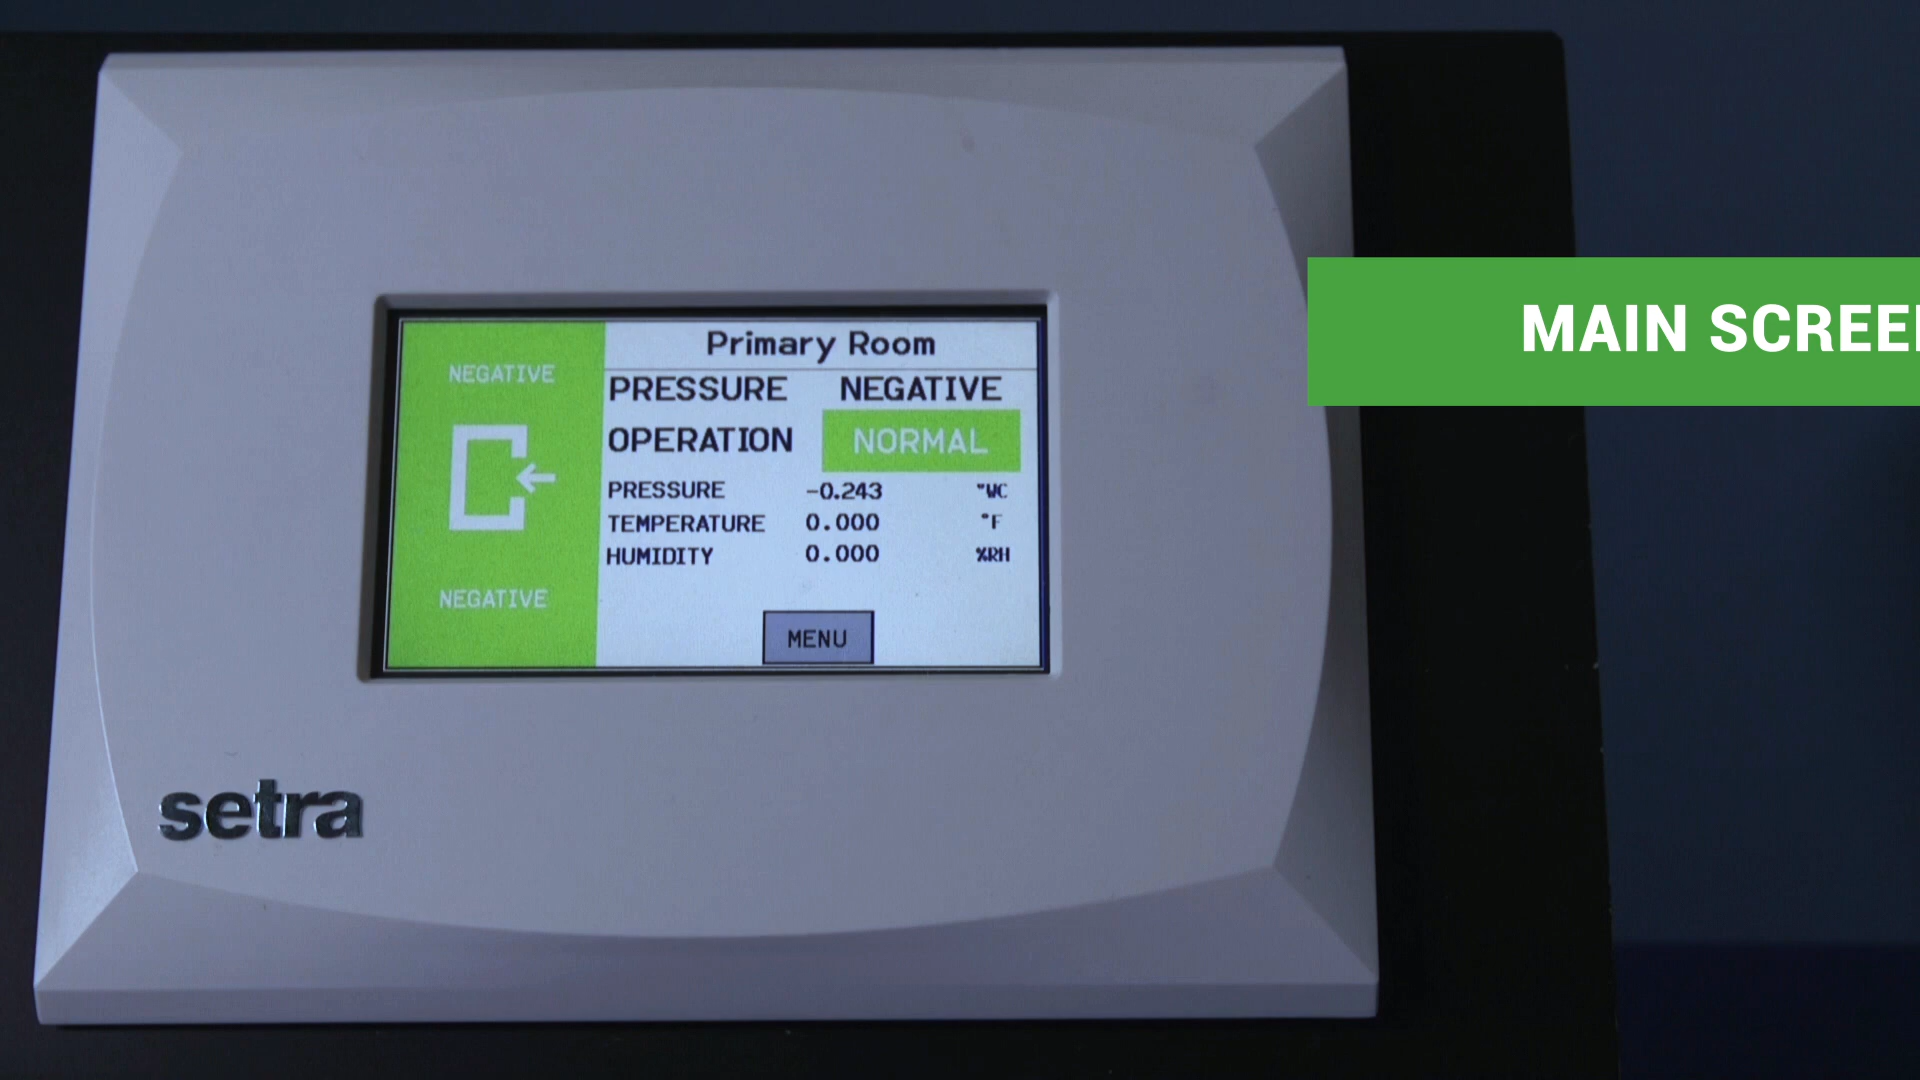 NEGATIVE
NEGATIVE
Primary Room
PRESSURE NEGATIVE
OPERATION NORMAL
PRESSURE -0.243 "WC
TEMPERATURE 0.000 °F
HUMIDITY 0.000 %RH
MENU
setra
MAIN SCREE